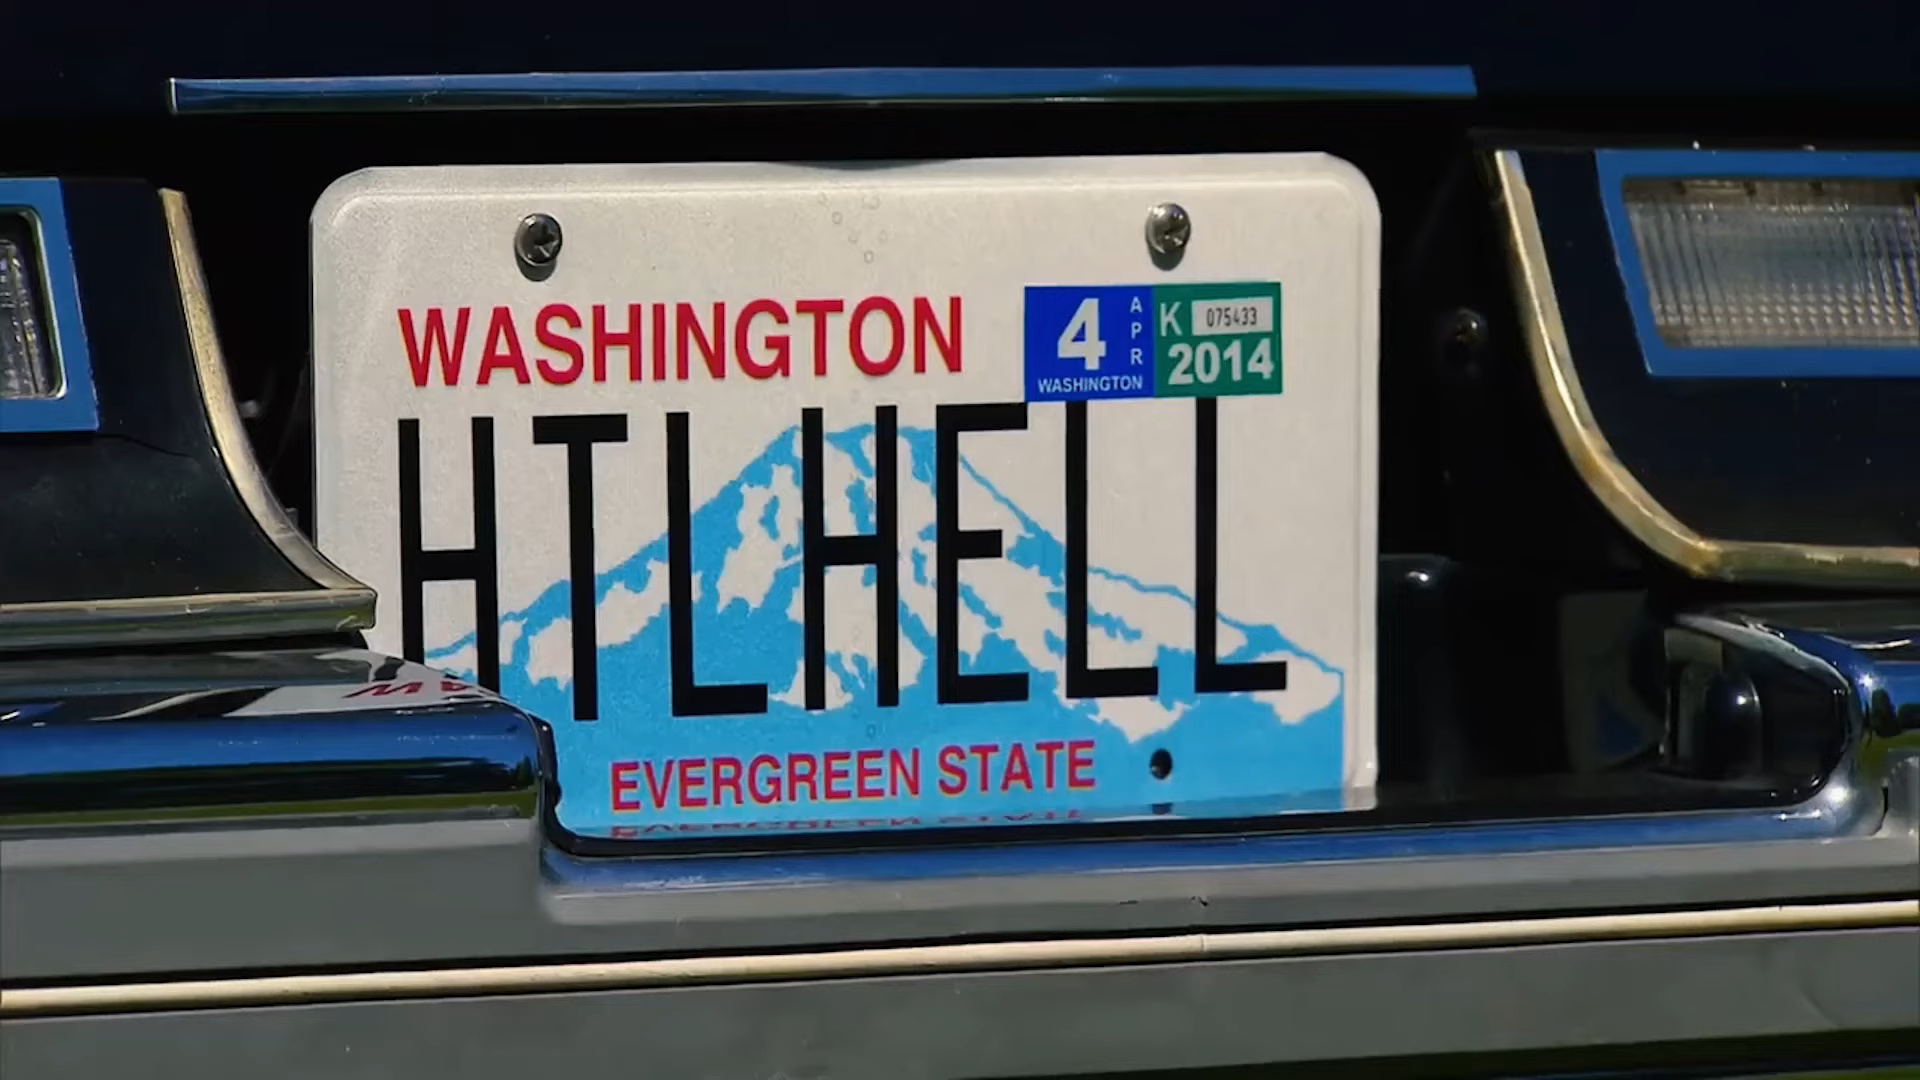 WASHINGTON
4 APR
WASHINGTON
K 075433
2014
HTLHELL
EVERGREEN STATE